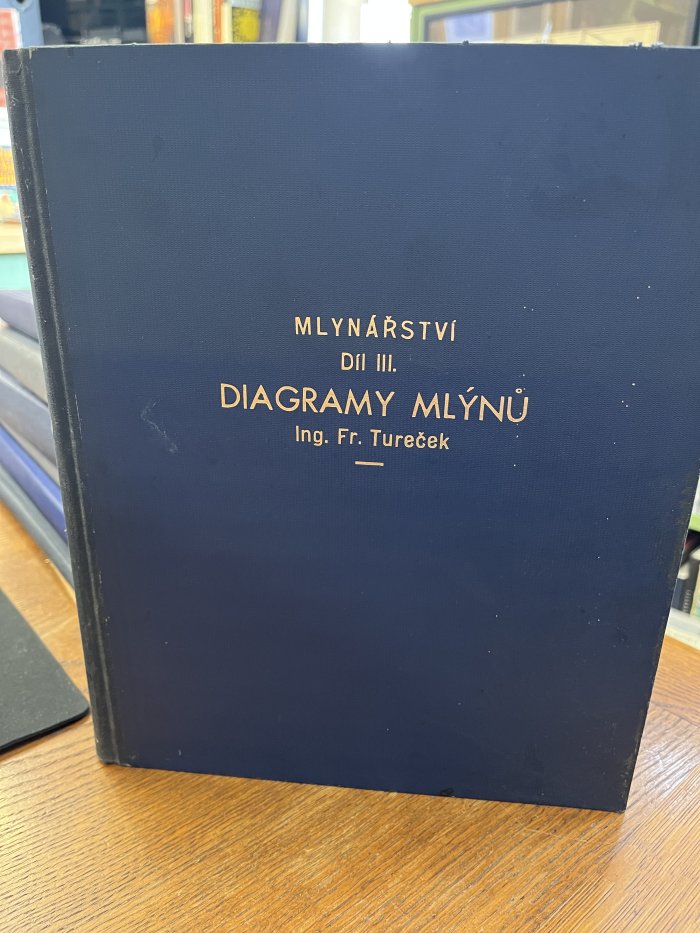 MLYNÁŘSTVÍ
Díl III.
DIAGRAMY MLÝNŮ
Ing. Fr. Tureček